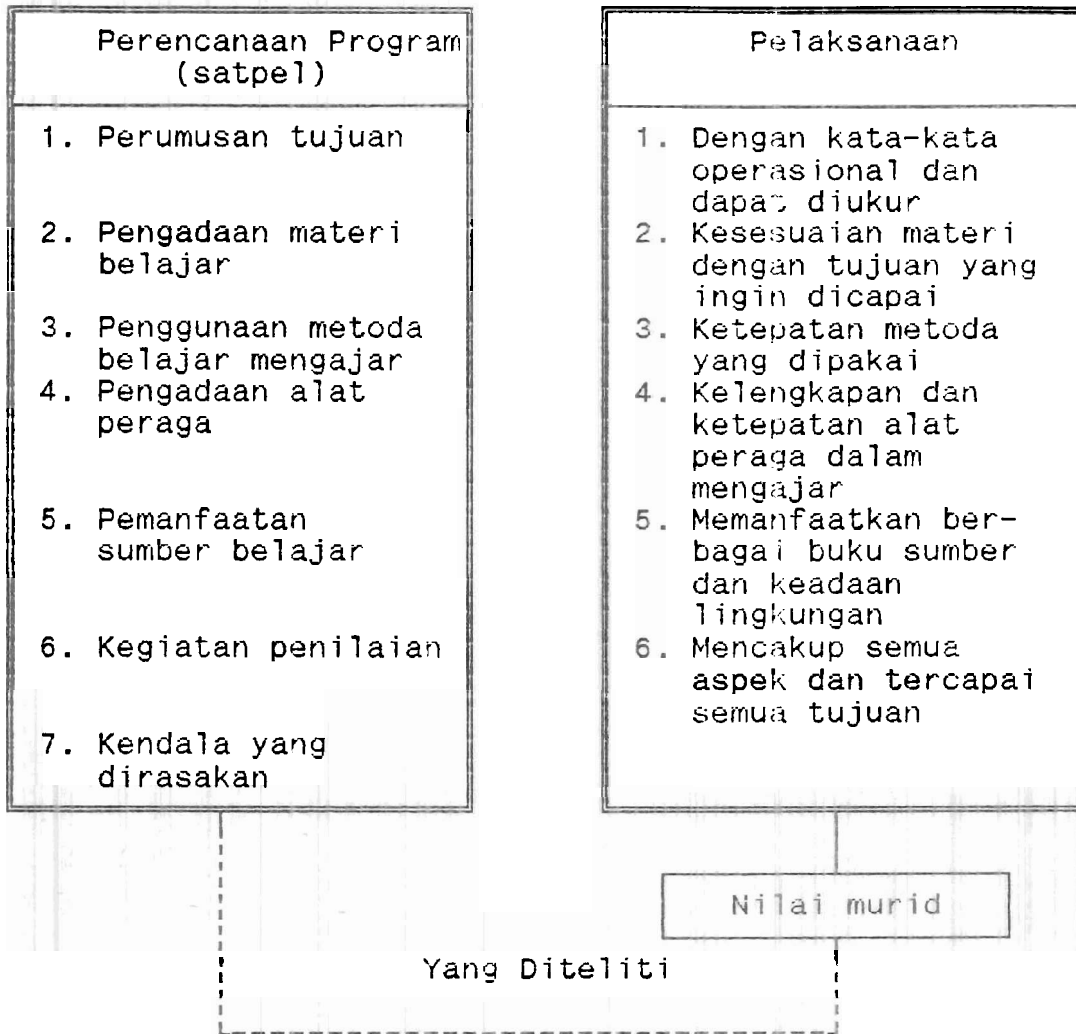 Perencanaan Program
(satpel)
1. Perumusan tujuan
2. Pengadaan materi
belajar
3. Penggunaan metoda
belajar mengajar
4. Pengadaan alat
peraga
5. Pemanfaatan
sumber belajar
6. Kegiatan penilaian
7. Kendala yang
dirasakan
Pelaksanaan
1. Dengan kata-kata
operasional dan
dapat diukur
2. Kesesuaian materi
dengan tujuan yang
ingin dicapai
3. Ketepatan metoda
yang dipakai
4. Kelengkapan dan
ketepatan alat
peraga dalam
mengajar
5. Memanfaatkan ber-
bagai buku sumber
dan keadaan
lingkungan
6. Mencakup semua
aspek dan tercapai
semua tujuan
Nilai murid
Yang Diteliti